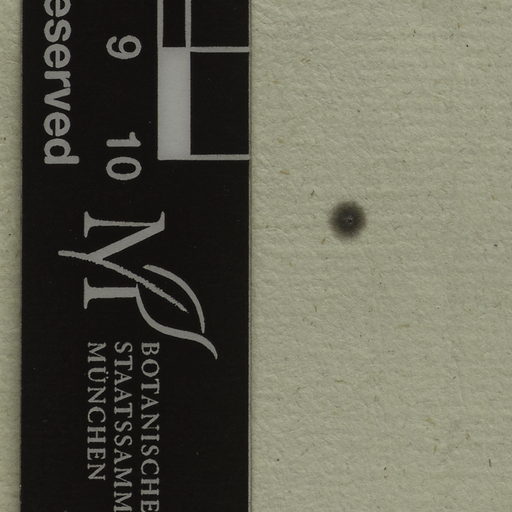 eserved
9
10
M
BOTANISCHE
STAATSSAMM
MÜNCHEN